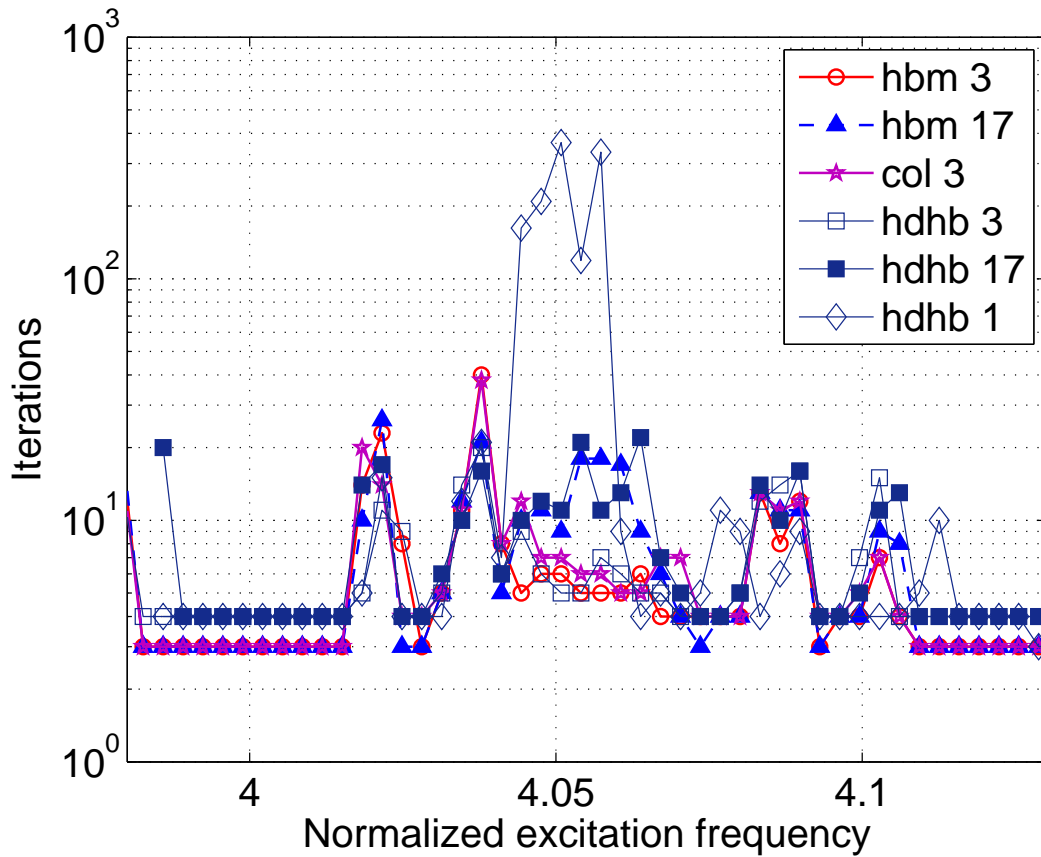 10^3
10^2
10^1
10^0
Iterations
4
4.05
4.1
Normalized excitation frequency
hbm 3
hbm 17
col 3
hdhb 3
hdhb 17
hdhb 1